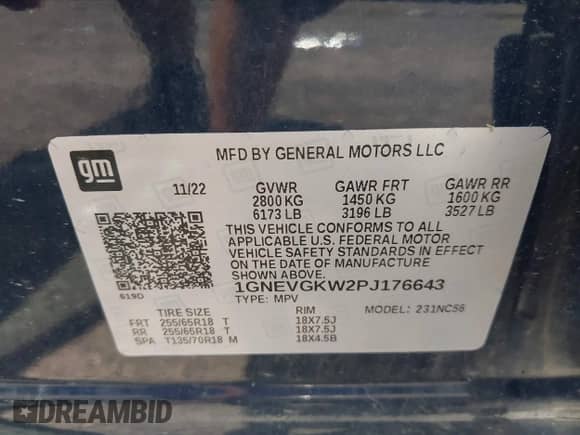 gm
MFD BY GENERAL MOTORS LLC
11/22 GVWR GAWR FRT GAWR RR
2800 KG 1450 KG 1600 KG
6173 LB 3196 LB 3527 LB
THIS VEHICLE CONFORMS TO ALL
APPLICABLE U.S. FEDERAL MOTOR
VEHICLE SAFETY STANDARDS IN EFFECT
ON THE DATE OF MANUFACTURE SHOWN ABOVE.
1GNEVGKW2PJ176643
619D
TYPE: MPV MODEL: 231NC56
TIRE SIZE RIM
FRT 255/65R18 T 18X7.5J
RR 255/65R18 T 18X7.5J
SPA T135/70R18 M 18X4.5B
DREAMBID